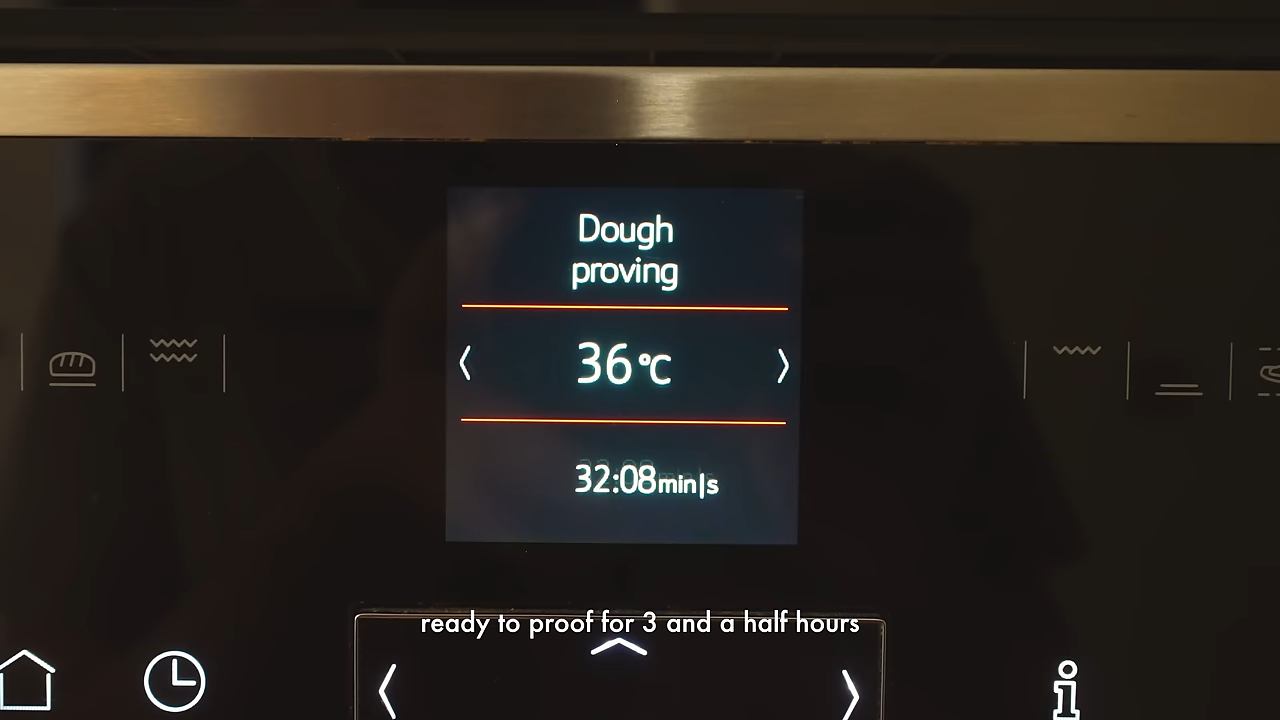 Dough
proving
36°C
32:08min|s
ready to proof for 3 and a half hours